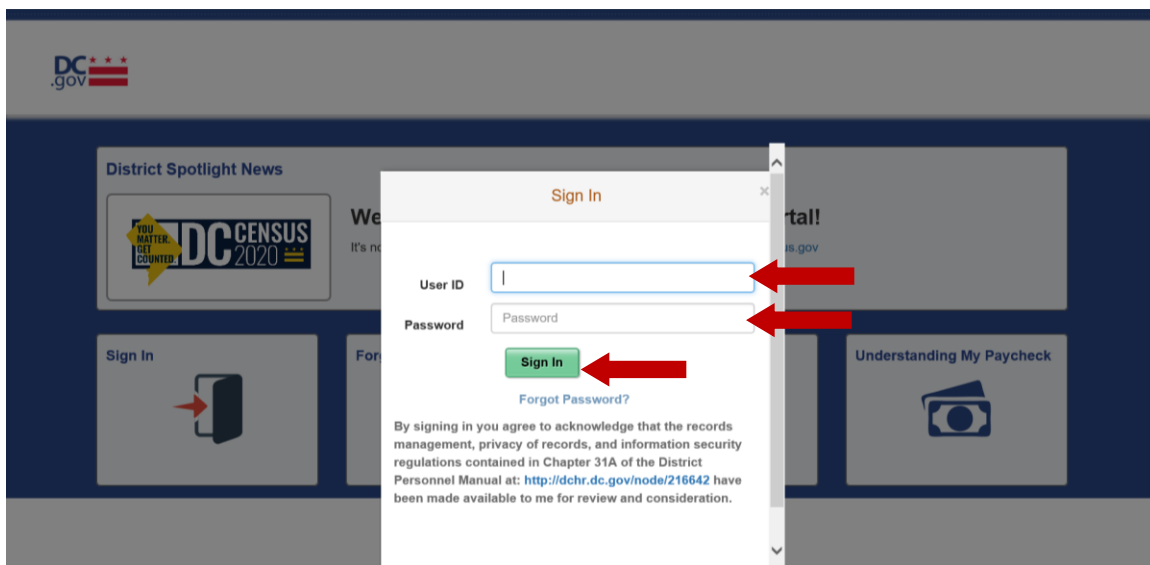 DC
.gov
District Spotlight News
YOU
MATTER.
GET
COUNTED.
DC CENSUS
2020
We
rtal!
It's no
us.gov
Sign In
×
User ID
Password
Password
Sign In
Forgot Password?
By signing in you agree to acknowledge that the records
management, privacy of records, and information security
regulations contained in Chapter 31A of the District
Personnel Manual at: http://dchr.dc.gov/node/216642 have
been made available to me for review and consideration.
Sign In
For
Understanding My Paycheck